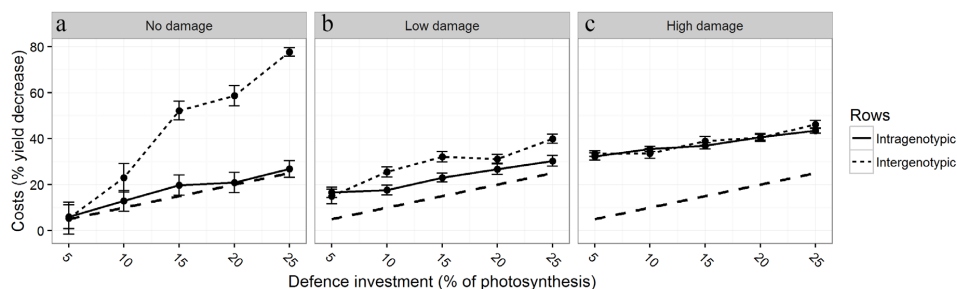 a No damage
b Low damage
c High damage
Costs (% yield decrease)
80
60
40
20
0
5 10 15 20 25
5 10 15 20 25
5 10 15 20 25
Defence investment (% of photosynthesis)
Rows
Intragenotypic
Intergenotypic